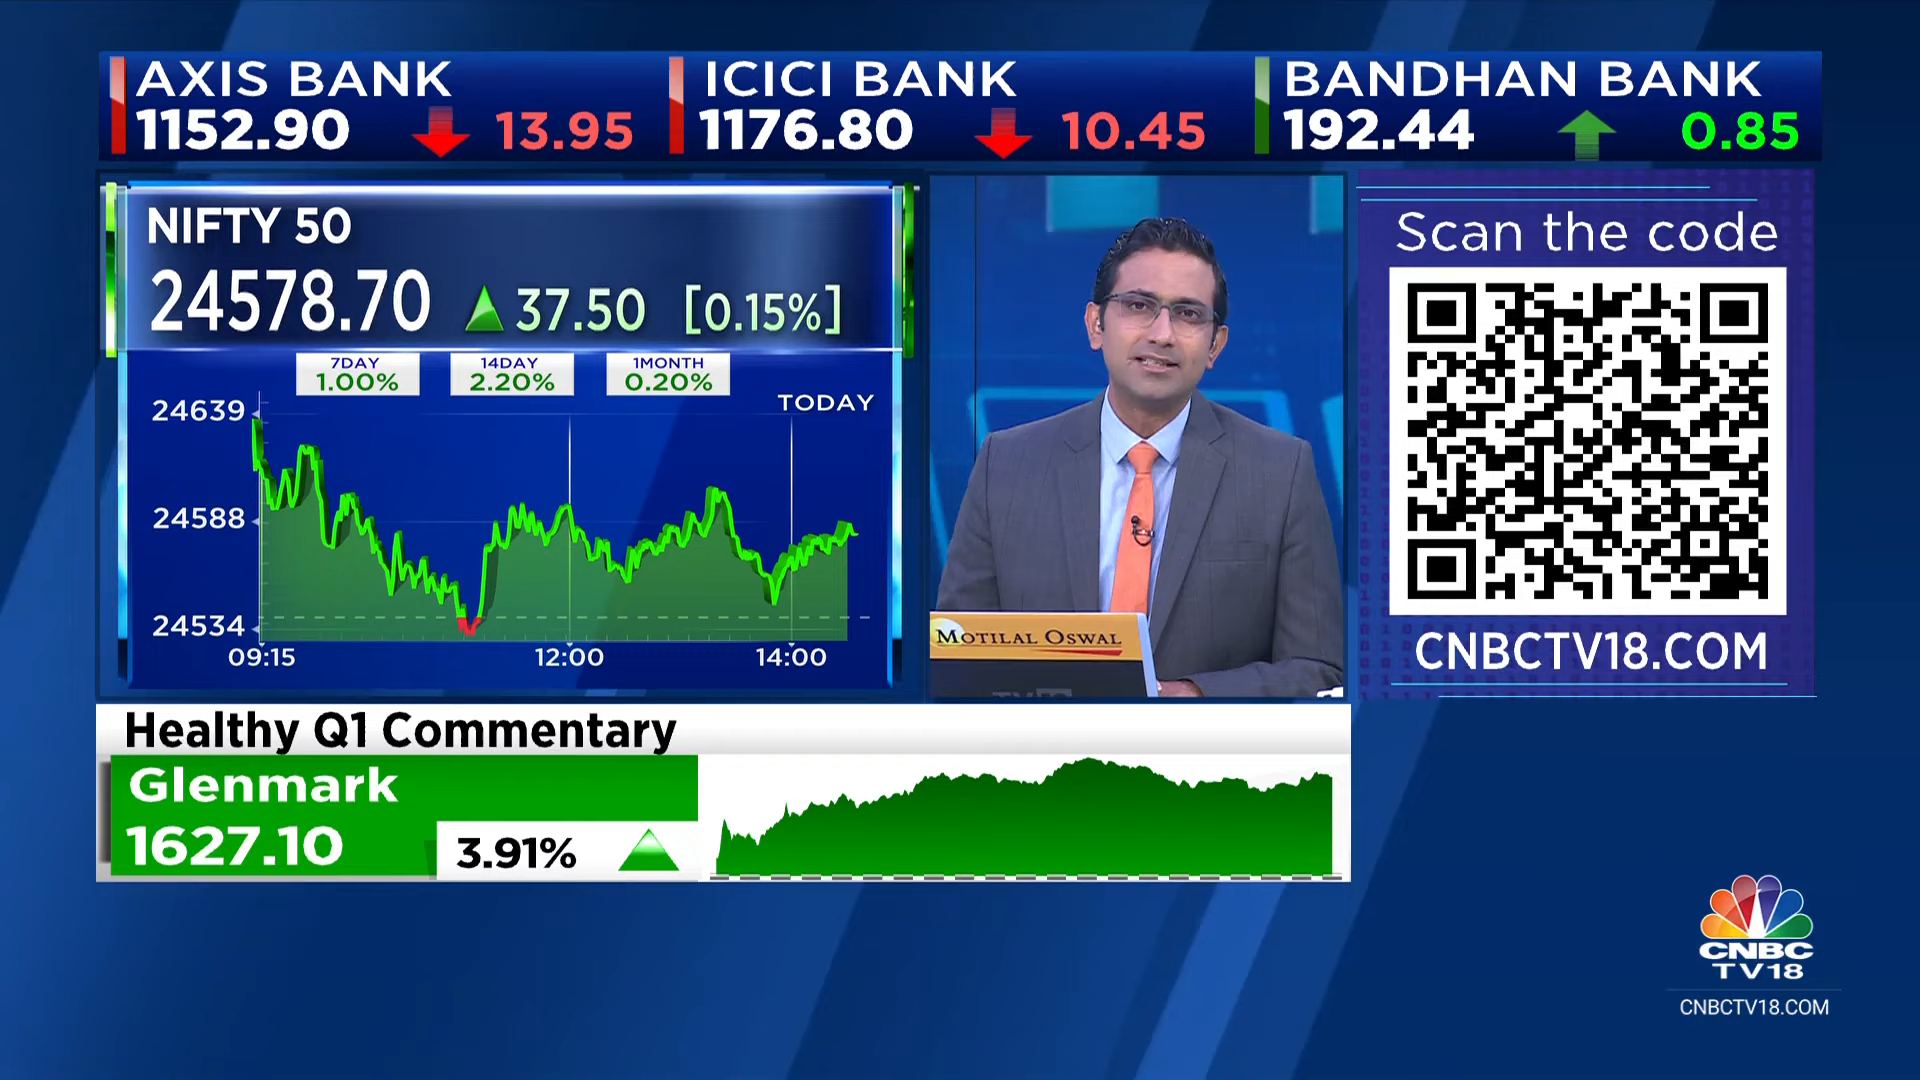 AXIS BANK
1152.90 13.95
ICICI BANK
1176.80 10.45
BANDHAN BANK
192.44 0.85
NIFTY 50
24578.70 37.50 [0.15%]
7DAY
1.00%
14DAY
2.20%
1MONTH
0.20%
TODAY
24639
24588
24534
09:15 12:00 14:00
MOTILAL OSWAL
TV18
Scan the code
CNBCTV18.COM
Healthy Q1 Commentary
Glenmark
1627.10
3.91%
CNBC
TV18
CNBCTV18.COM